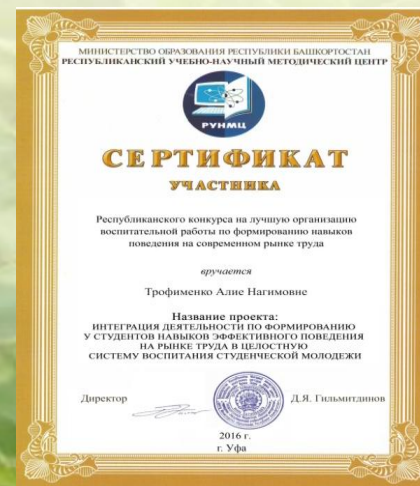 МИНИСТЕРСТВО ОБРАЗОВАНИЯ РЕСПУБЛИКИ БАШКОРТОСТАН
РЕСПУБЛИКАНСКИЙ УЧЕБНО-НАУЧНЫЙ МЕТОДИЧЕСКИЙ ЦЕНТР
РУНМЦ
СЕРТИФИКАТ
УЧАСТНИКА
Республиканского конкурса на лучшую организацию
воспитательной работы по формированию навыков
поведения на современном рынке труда
вручается
Трофименко Алие Нагимовне
Название проекта:
ИНТЕГРАЦИЯ ДЕЯТЕЛЬНОСТИ ПО ФОРМИРОВАНИЮ
У СТУДЕНТОВ НАВЫКОВ ЭФФЕКТИВНОГО ПОВЕДЕНИЯ
НА РЫНКЕ ТРУДА В ЦЕЛОСТНУЮ
СИСТЕМУ ВОСПИТАНИЯ СТУДЕНЧЕСКОЙ МОЛОДЕЖИ
Директор Д.Я. Гильмитдинов
2016 г.
г. Уфа